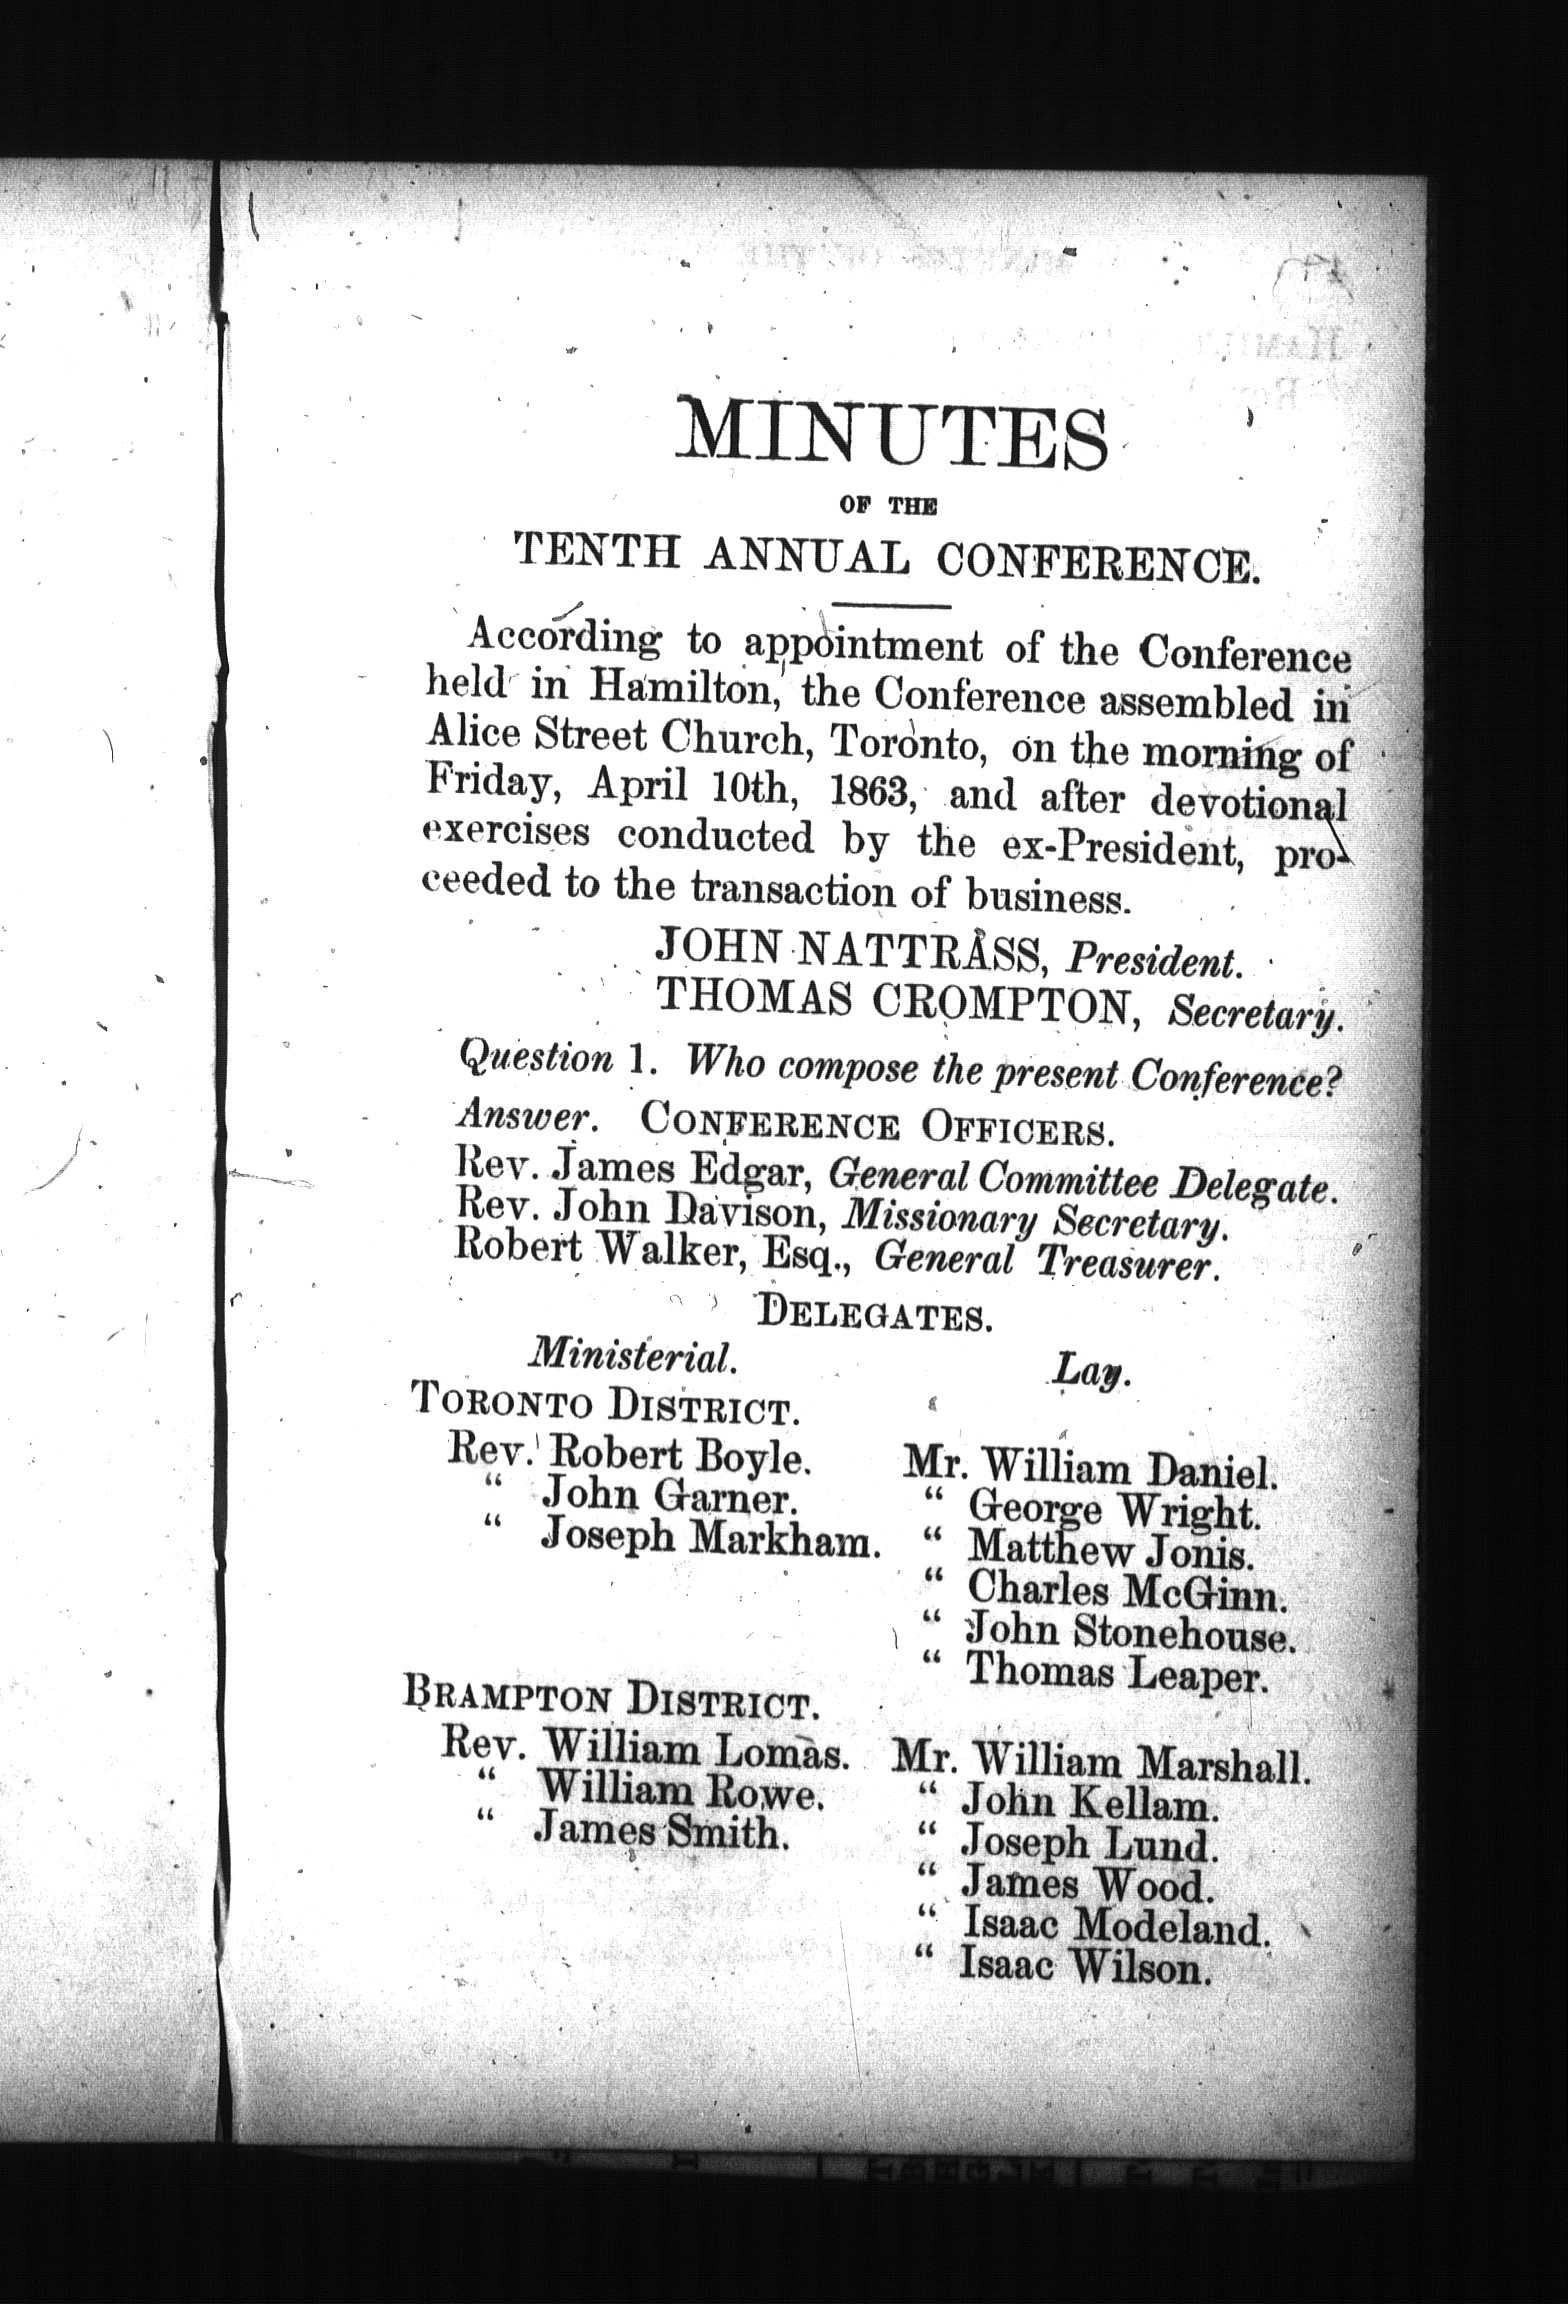 MINUTES
OF THE
TENTH ANNUAL CONFERENCE.
According to appointment of the Conference
held in Hamilton, the Conference assembled in
Alice Street Church, Toronto, on the morning of
Friday, April 10th, 1863, and after devotional
exercises conducted by the ex-President, pro-
ceeded to the transaction of business.
JOHN NATTRASS, President.
THOMAS CROMPTON, Secretary.
Question 1. Who compose the present Conference?
Answer. CONFERENCE OFFICERS.
Rev. James Edgar, General Committee Delegate.
Rev. John Davison, Missionary Secretary.
Robert Walker, Esq., General Treasurer.
DELEGATES.
Ministerial. Lay.
TORONTO DISTRICT.
Rev. Robert Boyle. Mr. William Daniel.
“ John Garner. “ George Wright.
“ Joseph Markham. “ Matthew Jonis.
“ Charles McGinn.
“ John Stonehouse.
“ Thomas Leaper.
BRAMPTON DISTRICT.
Rev. William Lomas. Mr. William Marshall.
“ William Rowe. “ John Kellam.
“ James Smith. “ Joseph Lund.
“ James Wood.
“ Isaac Modeland.
“ Isaac Wilson.